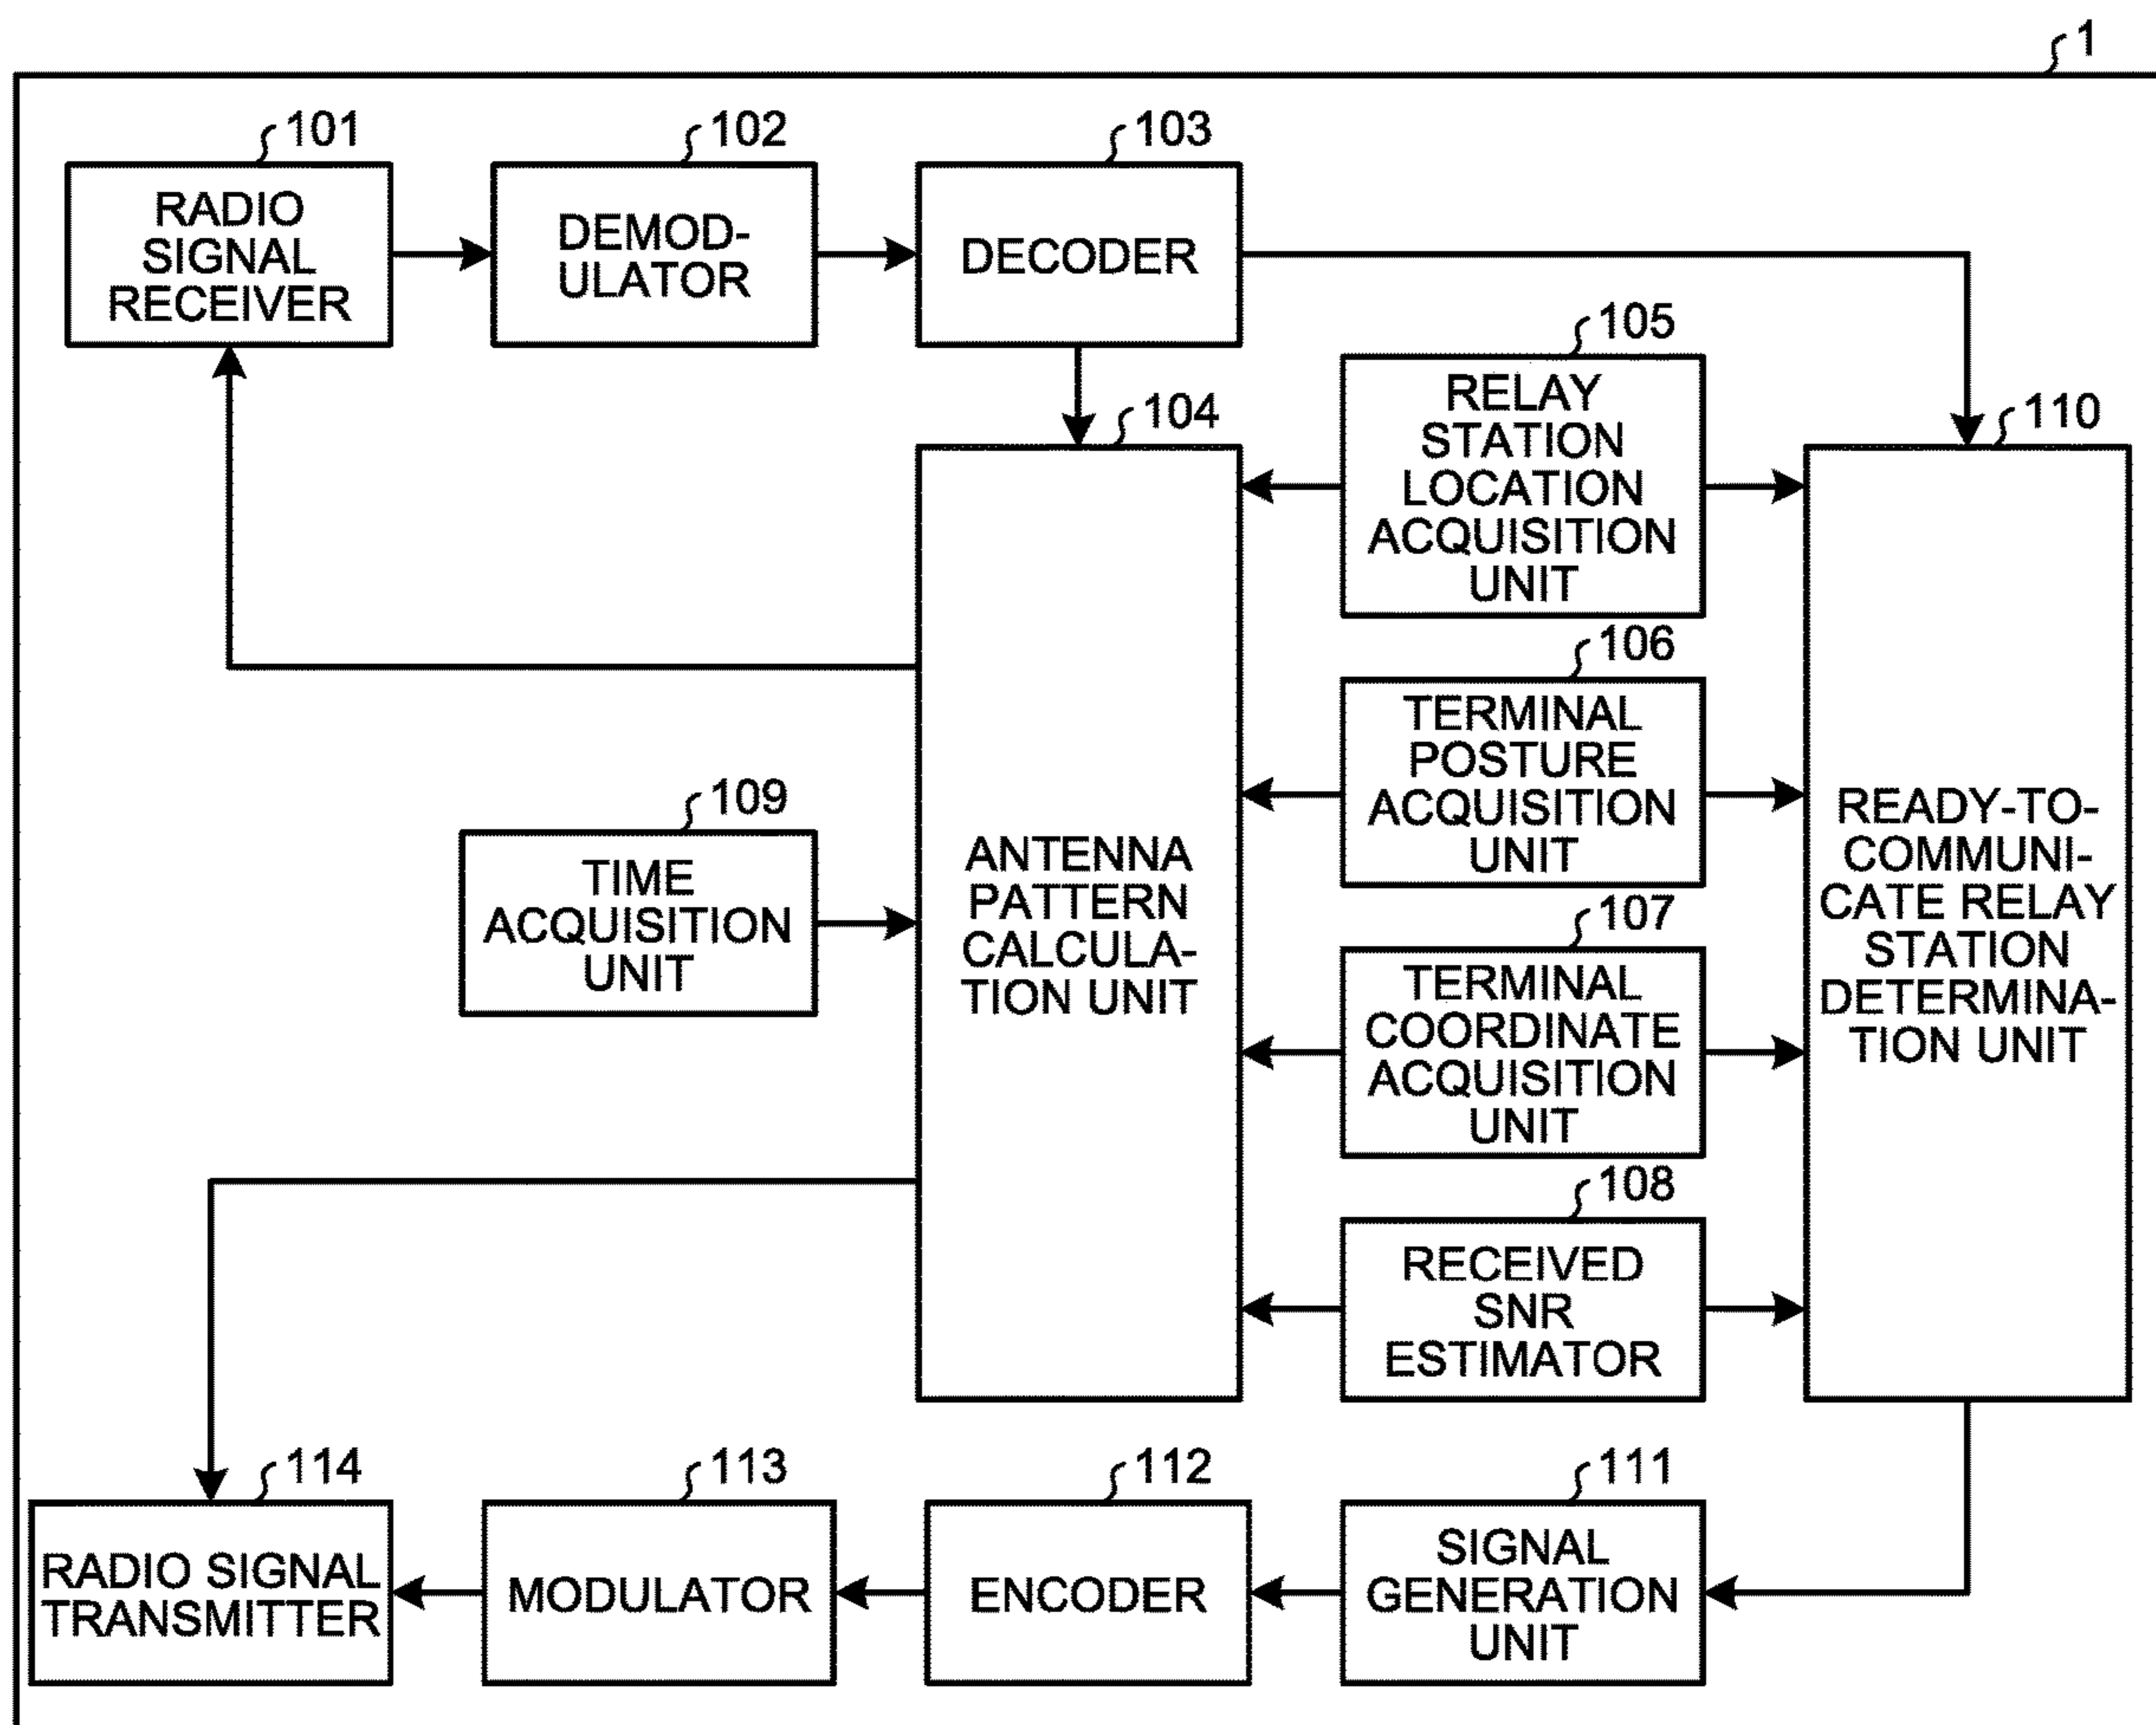 1
101
RADIO
SIGNAL
RECEIVER
102
DEMOD-
ULATOR
103
DECODER
104
ANTENNA
PATTERN
CALCULA-
TION UNIT
105
RELAY
STATION
LOCATION
ACQUISITION
UNIT
106
TERMINAL
POSTURE
ACQUISITION
UNIT
107
TERMINAL
COORDINATE
ACQUISITION
UNIT
108
RECEIVED
SNR
ESTIMATOR
109
TIME
ACQUISITION
UNIT
110
READY-TO-
COMMUNI-
CATE RELAY
STATION
DETERMINA-
TION UNIT
111
SIGNAL
GENERATION
UNIT
112
ENCODER
113
MODULATOR
114
RADIO SIGNAL
TRANSMITTER